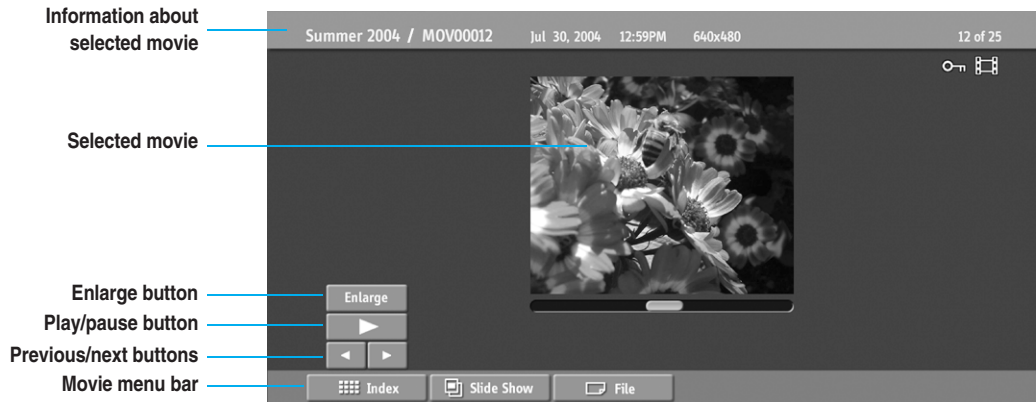 Information about
selected movie
Summer 2004 / MOV00012 Jul 30, 2004 12:59PM 640x480 12 of 25
Selected movie
Enlarge button
Enlarge
Play/pause button
Previous/next buttons
Movie menu bar
Index Slide Show File